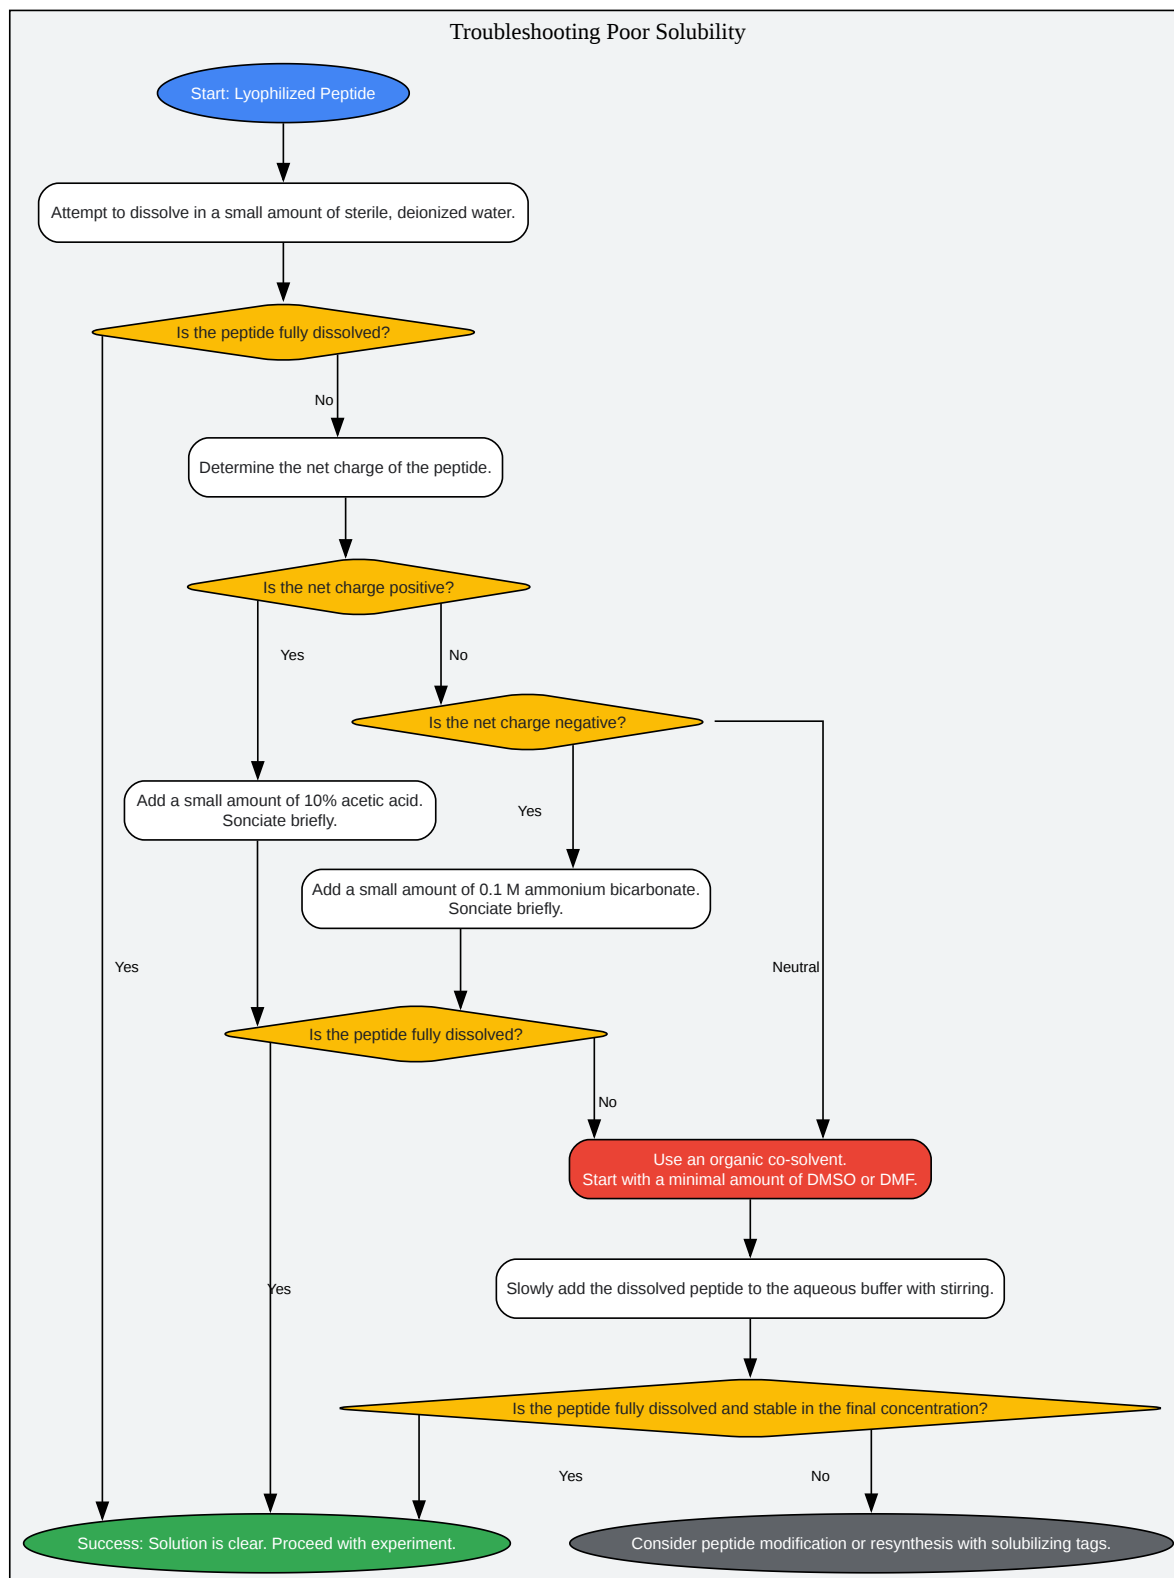 Troubleshooting Poor Solubility
Start: Lyophilized Peptide
Attempt to dissolve in a small amount of sterile, deionized water.
Is the peptide fully dissolved?
No
Determine the net charge of the peptide.
Is the net charge positive?
Yes
No
Is the net charge negative?
Add a small amount of 10% acetic acid.
Sonciate briefly.
Yes
Add a small amount of 0.1 M ammonium bicarbonate.
Sonciate briefly.
Yes
Neutral
Is the peptide fully dissolved?
No
Use an organic co-solvent.
Start with a minimal amount of DMSO or DMF.
Yes
Slowly add the dissolved peptide to the aqueous buffer with stirring.
Is the peptide fully dissolved and stable in the final concentration?
Yes
No
Success: Solution is clear. Proceed with experiment.
Consider peptide modification or resynthesis with solubilizing tags.